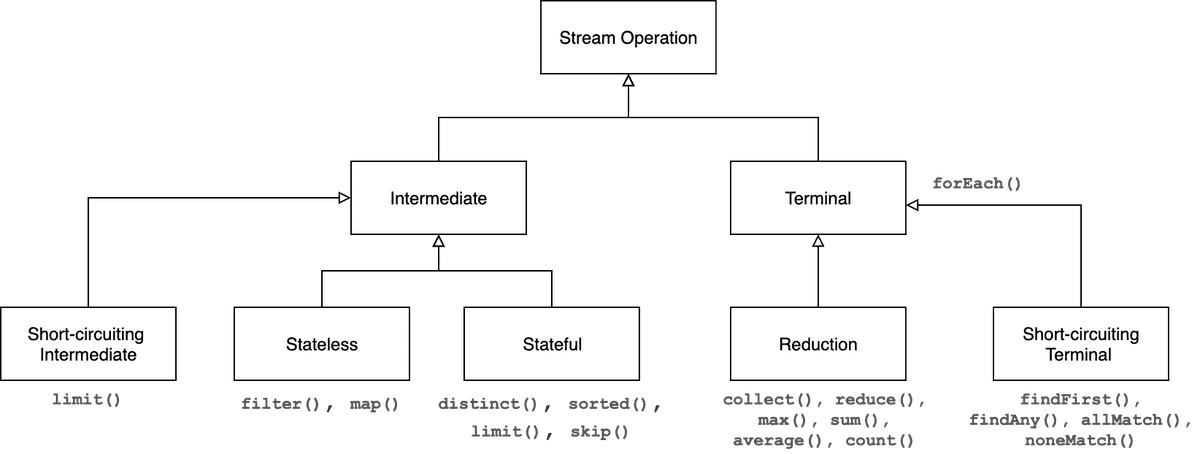 Stream Operation
Intermediate
Terminal
forEach()
Short-circuiting
Intermediate
limit()
Stateless
filter(), map()
Stateful
distinct(), sorted(),
limit(), skip()
Reduction
collect(), reduce(),
max(), sum(),
average(), count()
Short-circuiting
Terminal
findFirst(),
findAny(), allMatch(),
noneMatch()